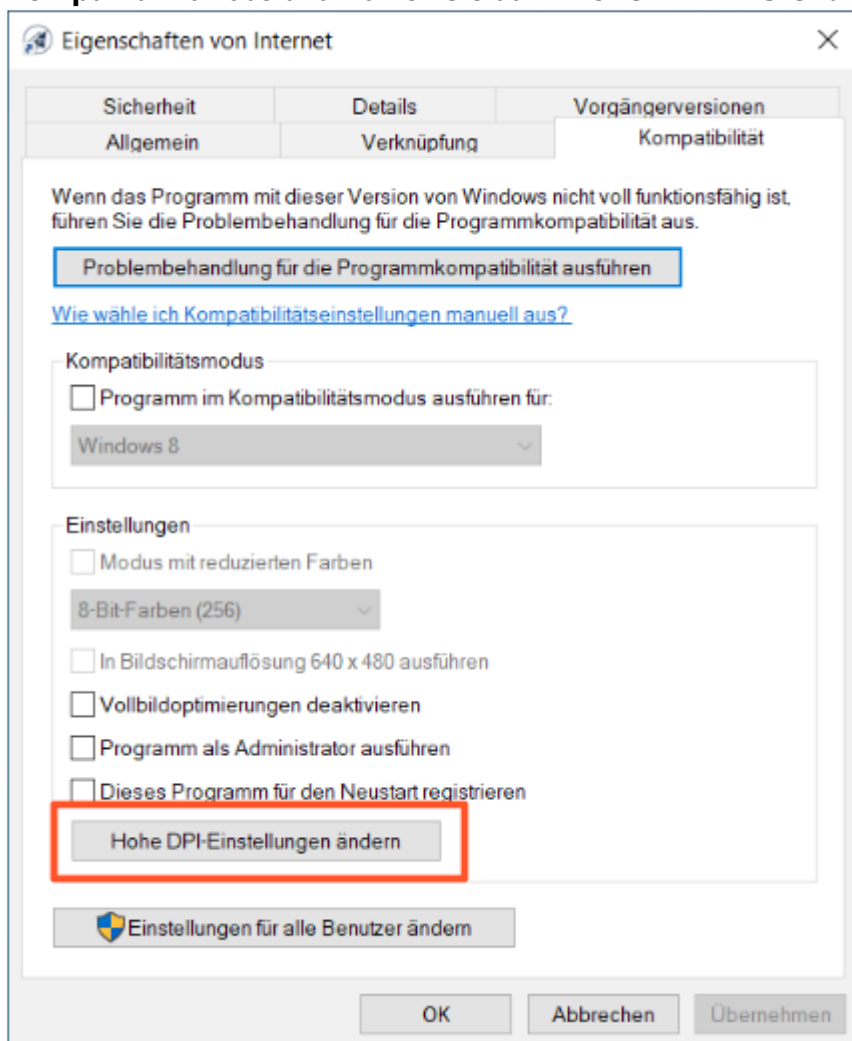 Eigenschaften von Internet
Sicherheit Details Vorgängerversionen
Allgemein Verknüpfung Kompatibilität
Wenn das Programm mit dieser Version von Windows nicht voll funktionsfähig ist,
führen Sie die Problembehandlung für die Programmkompatibilität aus.
Problembehandlung für die Programmkompatibilität ausführen
Wie wähle ich Kompatibilitätseinstellungen manuell aus?
Kompatibilitätsmodus
Programm im Kompatibilitätsmodus ausführen für:
Windows 8
Einstellungen
Modus mit reduzierten Farben
8-Bit-Farben (256)
In Bildschirmauflösung 640 x 480 ausführen
Vollbildoptimierungen deaktivieren
Programm als Administrator ausführen
Dieses Programm für den Neustart registrieren
Hohe DPI-Einstellungen ändern
Einstellungen für alle Benutzer ändern
OK Abbrechen Übernehmen